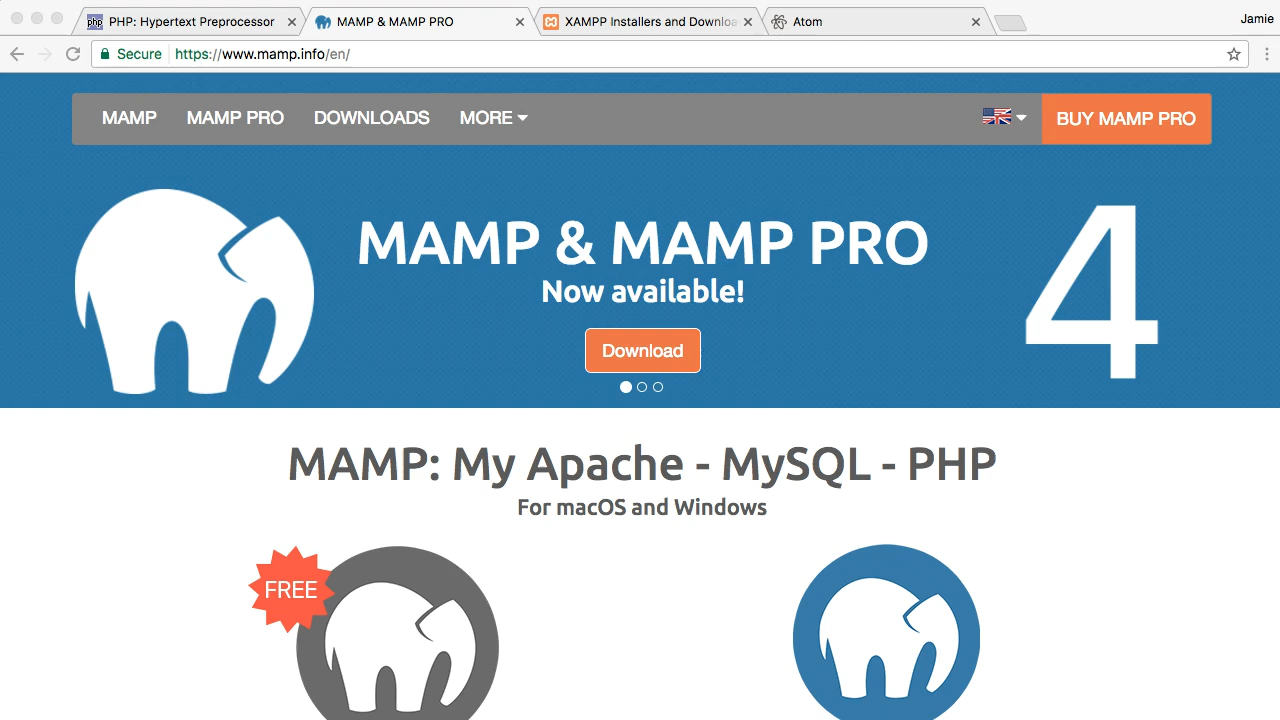 PHP: Hypertext Preprocessor
MAMP & MAMP PRO
XAMPP Installers and Downloa
Atom
Jamie
Secure https://www.mamp.info/en/
MAMP MAMP PRO DOWNLOADS MORE
BUY MAMP PRO
MAMP & MAMP PRO
4
Now available!
Download
MAMP: My Apache - MySQL - PHP
For macOS and Windows
FREE